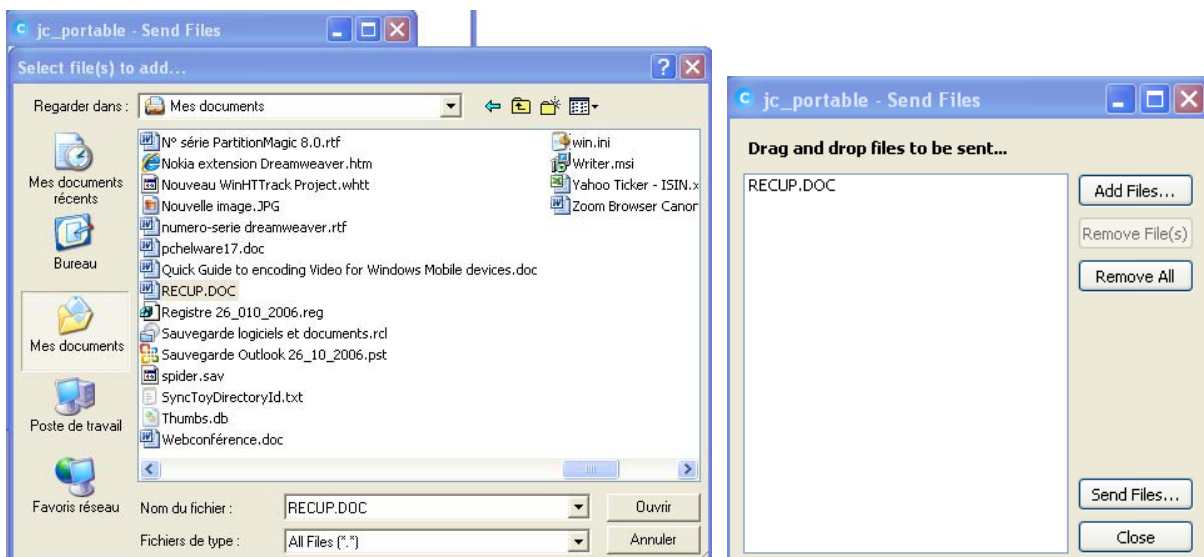 jc_portable - Send Files
Select file(s) to add...
Regarder dans :
Mes documents
Mes documents
récents
Bureau
Mes documents
Poste de travail
Favoris réseau
N° série PartitionMagic 8.0.rtf
Nokia extension Dreamweaver.htm
Nouveau WinHTTrack Project.whtt
Nouvelle image.JPG
numero-serie dreamweaver.rtf
pchelware17.doc
Quick Guide to encoding Video for Windows Mobile devices.doc
RECUP.DOC
Registre 26_010_2006.reg
Sauvegarde logiciels et documents.rcl
Sauvegarde Outlook 26_10_2006.pst
spider.sav
SyncToyDirectoryId.txt
Thumbs.db
Webconférence.doc
win.ini
Writer.msi
Yahoo Ticker - ISIN.x
Zoom Browser Canor
Nom du fichier :
RECUP.DOC
Ouvrir
Fichiers de type :
All Files (*.*)
Annuler
jc_portable - Send Files
Drag and drop files to be sent...
RECUP.DOC
Add Files...
Remove File(s)
Remove All
Send Files...
Close